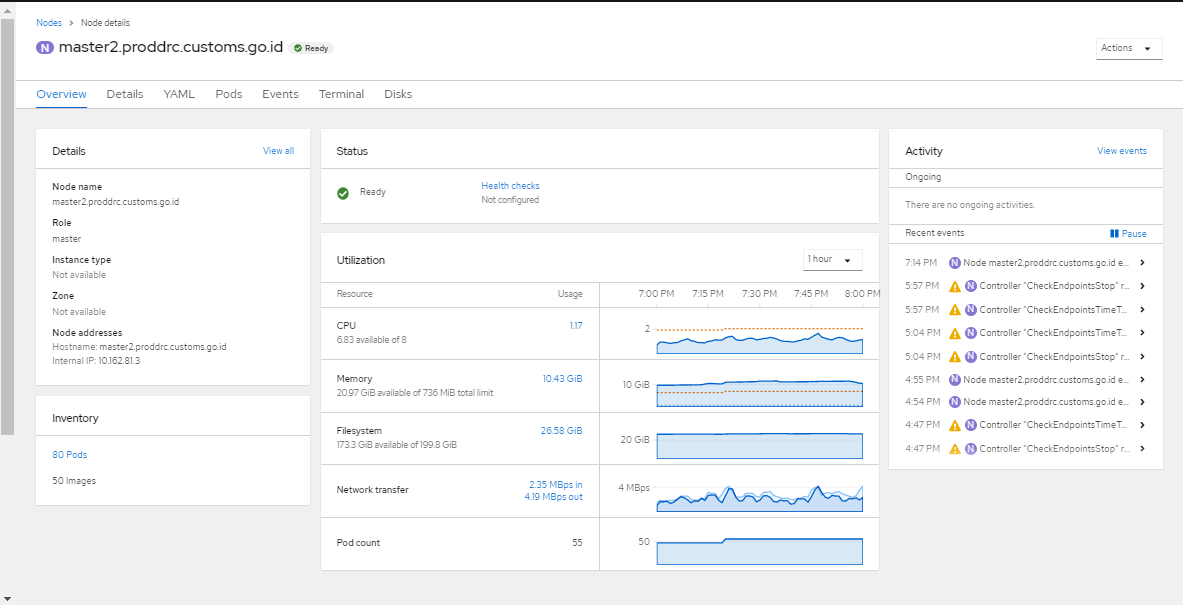 Nodes > Node details
N master2.proddrc.customs.go.id Ready
Actions
Overview Details YAML Pods Events Terminal Disks
Details View all
Node name
master2.proddrc.customs.go.id
Role
master
Instance type
Not available
Zone
Not available
Node addresses
Hostname: master2.proddrc.customs.go.id
Internal IP: 10.162.81.3
Inventory
80 Pods
50 Images
Status
Ready
Health checks
Not configured
Utilization 1 hour
Resource Usage 7:00 PM 7:15 PM 7:30 PM 7:45 PM 8:00 PM
CPU 1.17
6.83 available of 8
2
Memory 10.43 GiB
20.97 GiB available of 736 MiB total limit
10 GiB
Filesystem 26.58 GiB
173.3 GiB available of 199.8 GiB
20 GiB
Network transfer
2.35 MBps in
4.19 MBps out
4 MBps
Pod count 55
50
Activity View events
Ongoing
There are no ongoing activities.
Recent events Pause
7:14 PM N Node master2.proddrc.customs.go.id e...
5:57 PM N Controller "CheckEndpointsStop" r...
5:57 PM N Controller "CheckEndpointsTimeT...
5:04 PM N Controller "CheckEndpointsTimeT...
5:04 PM N Controller "CheckEndpointsStop" r...
4:55 PM N Node master2.proddrc.customs.go.id e...
4:54 PM N Node master2.proddrc.customs.go.id e...
4:47 PM N Controller "CheckEndpointsTimeT...
4:47 PM N Controller "CheckEndpointsStop" r...